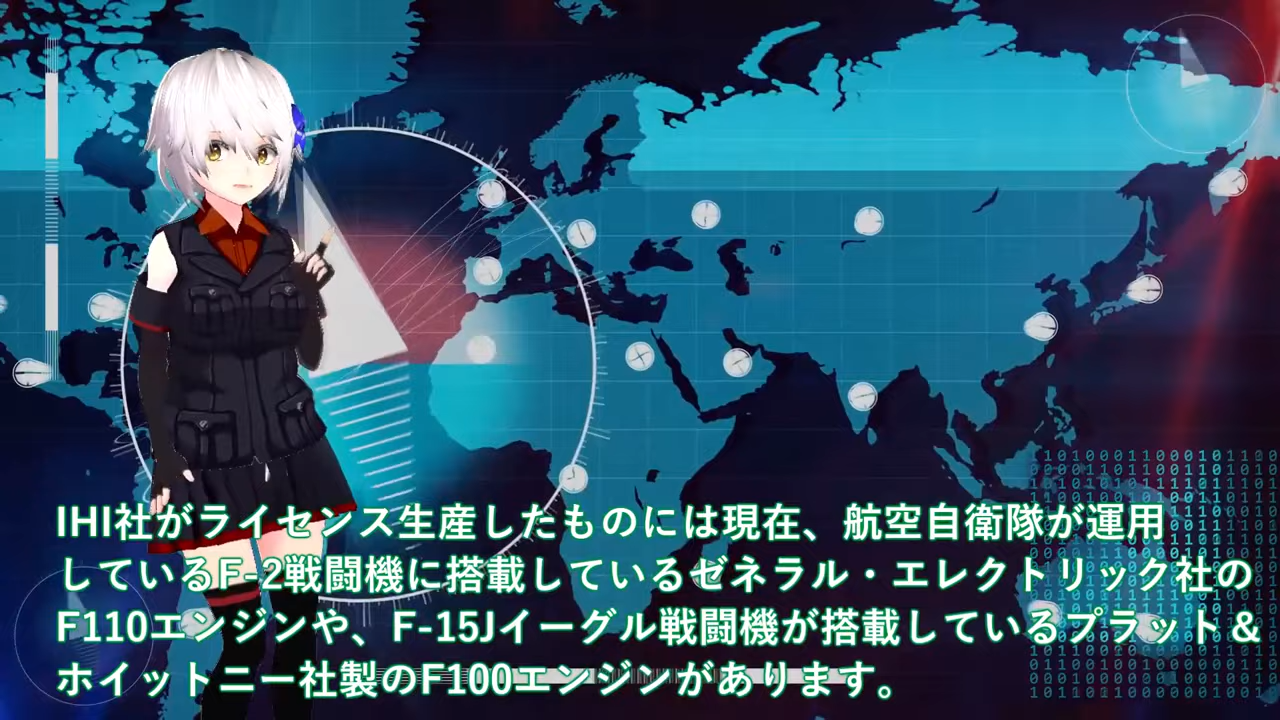 IHI社がライセンス生産したものには現在、航空自衛隊が運用
しているF-2戦闘機に搭載しているゼネラル・エレクトリック社の
F110エンジンや、F-15Jイーグル戦闘機が搭載しているプラット＆
ホイットニー社製のF100エンジンがあります。